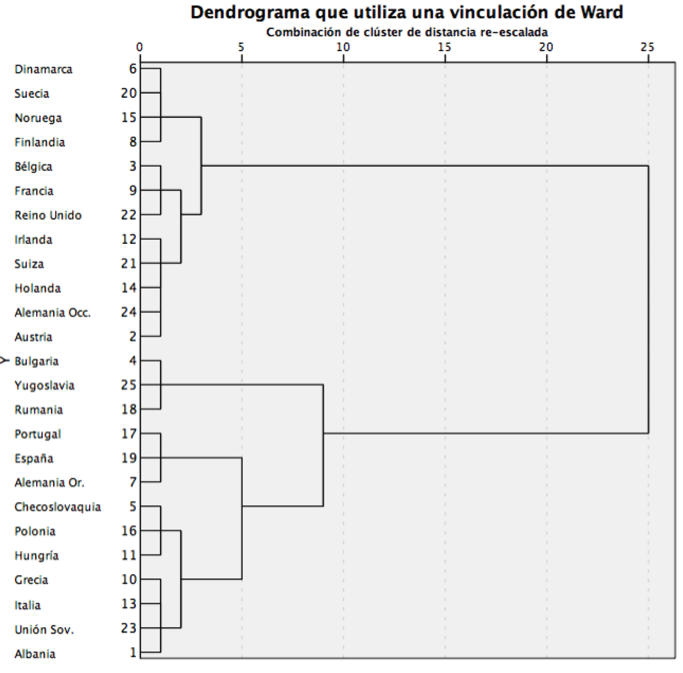 Dendrograma que utiliza una vinculación de Ward
Combinación de clúster de distancia re-escalada
0 5 10 15 20 25
Dinamarca 6
Suecia 20
Noruega 15
Finlandia 8
Bélgica 3
Francia 9
Reino Unido 22
Irlanda 12
Suiza 21
Holanda 14
Alemania Occ. 24
Austria 2
Y
Bulgaria 4
Yugoslavia 25
Rumania 18
Portugal 17
España 19
Alemania Or. 7
Checoslovaquia 5
Polonia 16
Hungría 11
Grecia 10
Italia 13
Unión Sov. 23
Albania 1